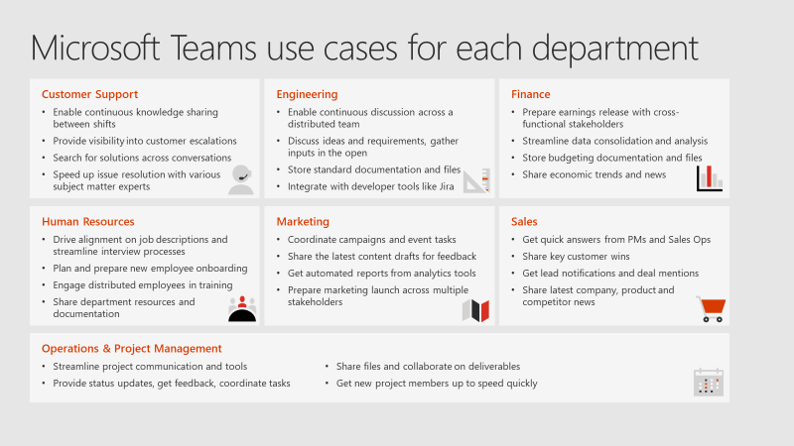 Microsoft Teams use cases for each department
Customer Support
• Enable continuous knowledge sharing
between shifts
• Provide visibility into customer escalations
• Search for solutions across conversations
• Speed up issue resolution with various
subject matter experts
Engineering
• Enable continuous discussion across a
distributed team
• Discuss ideas and requirements, gather
inputs in the open
• Store standard documentation and files
• Integrate with developer tools like Jira
Finance
• Prepare earnings release with cross-
functional stakeholders
• Streamline data consolidation and analysis
• Store budgeting documentation and files
• Share economic trends and news
Human Resources
• Drive alignment on job descriptions and
streamline interview processes
• Plan and prepare new employee onboarding
• Engage distributed employees in training
• Share department resources and
documentation
Marketing
• Coordinate campaigns and event tasks
• Share the latest content drafts for feedback
• Get automated reports from analytics tools
• Prepare marketing launch across multiple
stakeholders
Sales
• Get quick answers from PMs and Sales Ops
• Share key customer wins
• Get lead notifications and deal mentions
• Share latest company, product and
competitor news
Operations & Project Management
• Streamline project communication and tools
• Provide status updates, get feedback, coordinate tasks
• Share files and collaborate on deliverables
• Get new project members up to speed quickly